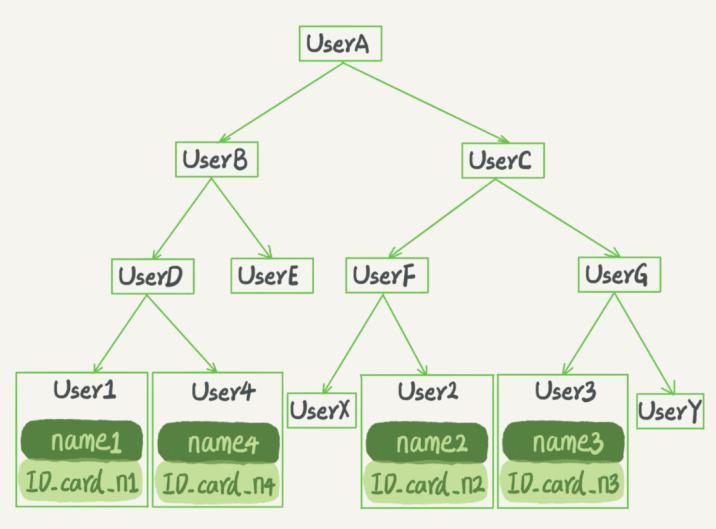 UserA
UserB
UserC
UserD
UserE
UserF
UserG
User1
User4
UserX
User2
User3
UserY
name1
name4
name2
name3
ID_card_n1
ID_card_n4
ID_card_n2
ID_card_n3